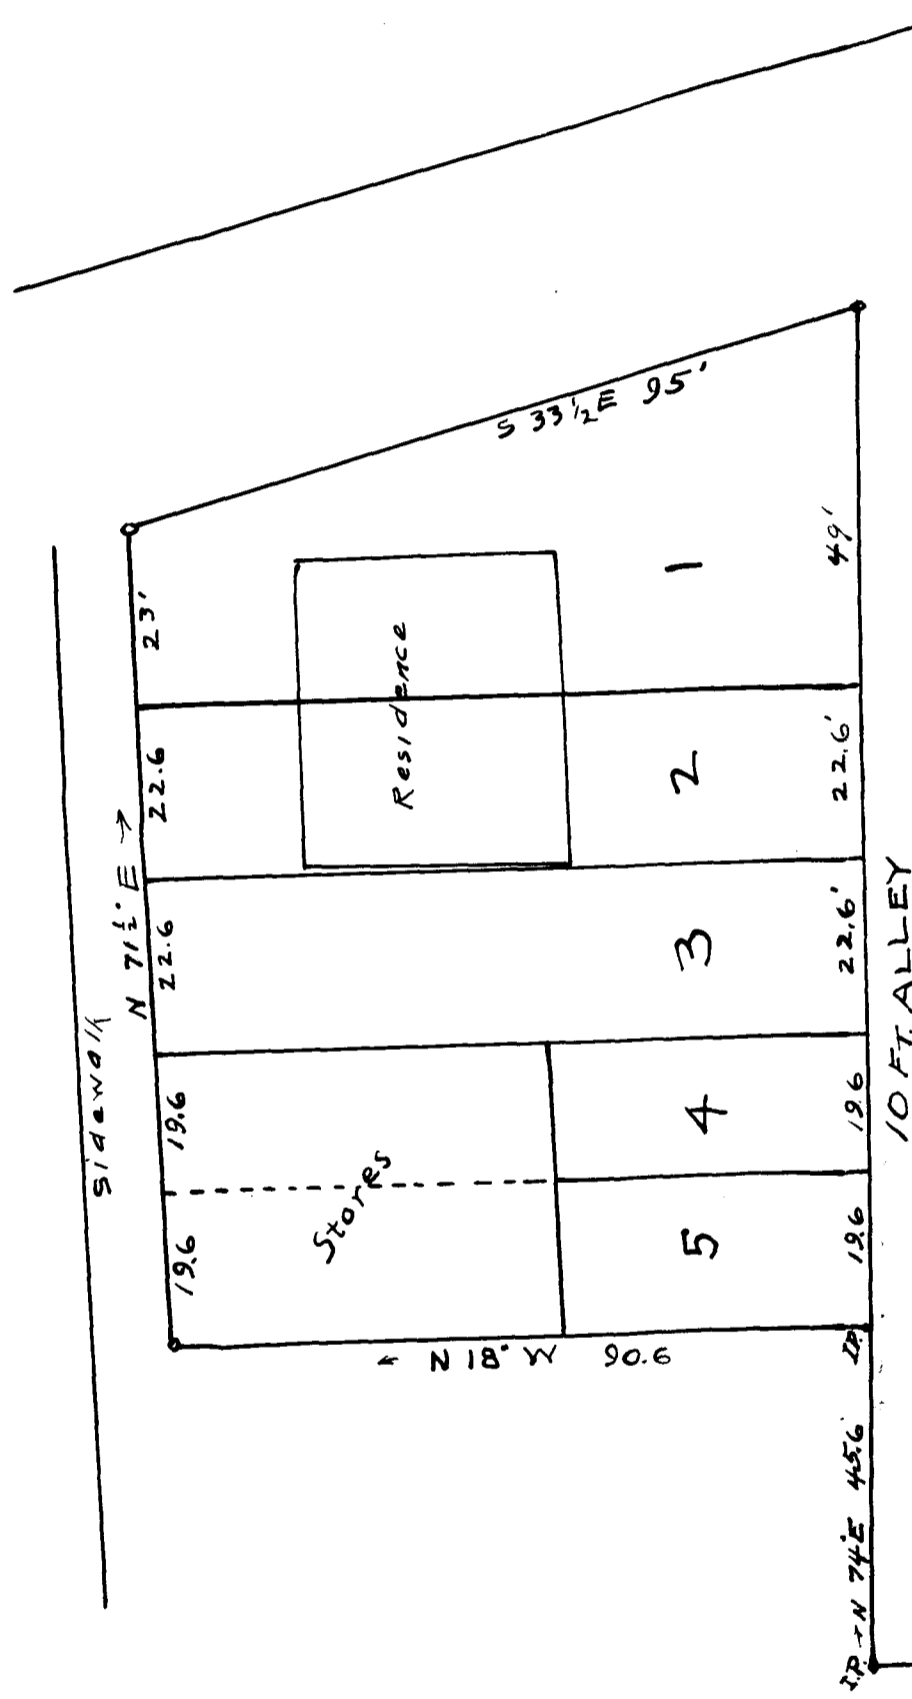 Sidewalk
N 71½° E →
19.6
19.6
22.6
22.6
23'
Stores
Residence
S 33½ E 95'
← N 18° W 90.6
5
4
3
2
1
I.P. → N 74° E 45.6'
I.P.
19.6
19.6
22.6'
22.6'
49'
10 FT. ALLEY